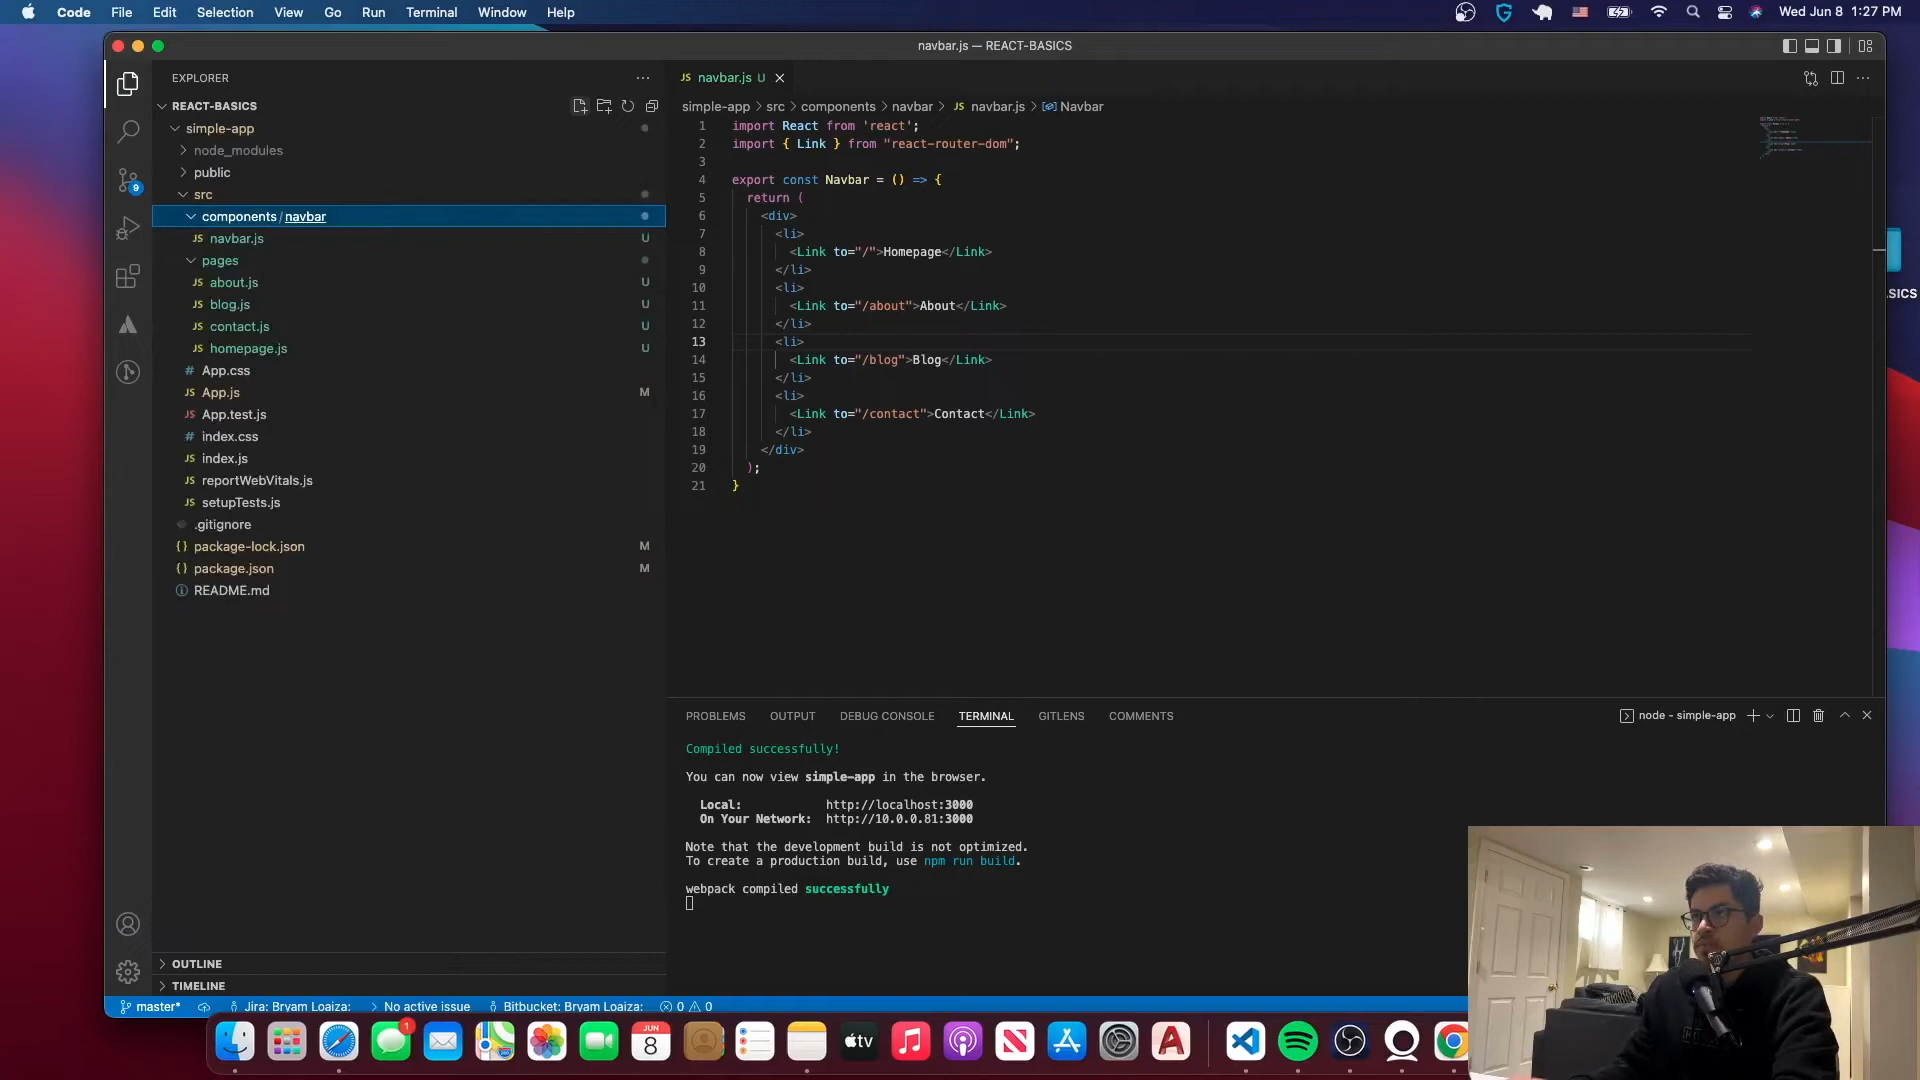 Code File Edit Selection View Go Run Terminal Window Help
Wed Jun 8 1:27 PM
navbar.js — REACT-BASICS
EXPLORER
REACT-BASICS
simple-app
node_modules
public
src
components / navbar
navbar.js U
pages
about.js U
blog.js U
contact.js U
homepage.js U
App.css
App.js M
App.test.js
index.css
index.js
reportWebVitals.js
setupTests.js
.gitignore
package-lock.json M
package.json M
README.md
OUTLINE
TIMELINE
9
JS navbar.js U
simple-app > src > components > navbar > JS navbar.js > Navbar
1 import React from 'react';
2 import { Link } from "react-router-dom";
3
4 export const Navbar = () => {
5 return (
6 <div>
7 <li>
8 <Link to="/">Homepage</Link>
9 </li>
10 <li>
11 <Link to="/about">About</Link>
12 </li>
13 <li>
14 <Link to="/blog">Blog</Link>
15 </li>
16 <li>
17 <Link to="/contact">Contact</Link>
18 </li>
19 </div>
20 );
21 }
PROBLEMS OUTPUT DEBUG CONSOLE TERMINAL GITLENS COMMENTS
node - simple-app
Compiled successfully!
You can now view simple-app in the browser.
Local: http://localhost:3000
On Your Network: http://10.0.0.81:3000
Note that the development build is not optimized.
To create a production build, use npm run build.
webpack compiled successfully
master* Jira: Bryam Loaiza: No active issue Bitbucket: Bryam Loaiza: 0 0
SICS
1
JUN
8
tv